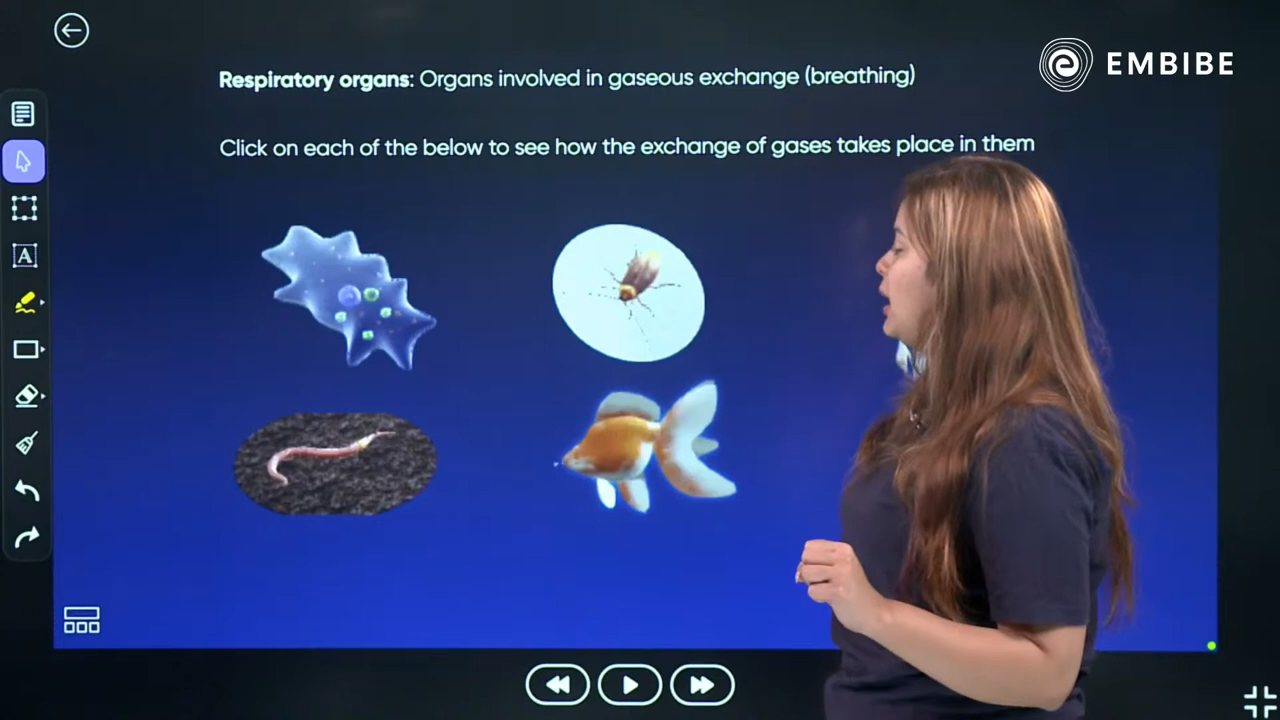 EMBIBE
Respiratory organs: Organs involved in gaseous exchange (breathing)
Click on each of the below to see how the exchange of gases takes place in them
A